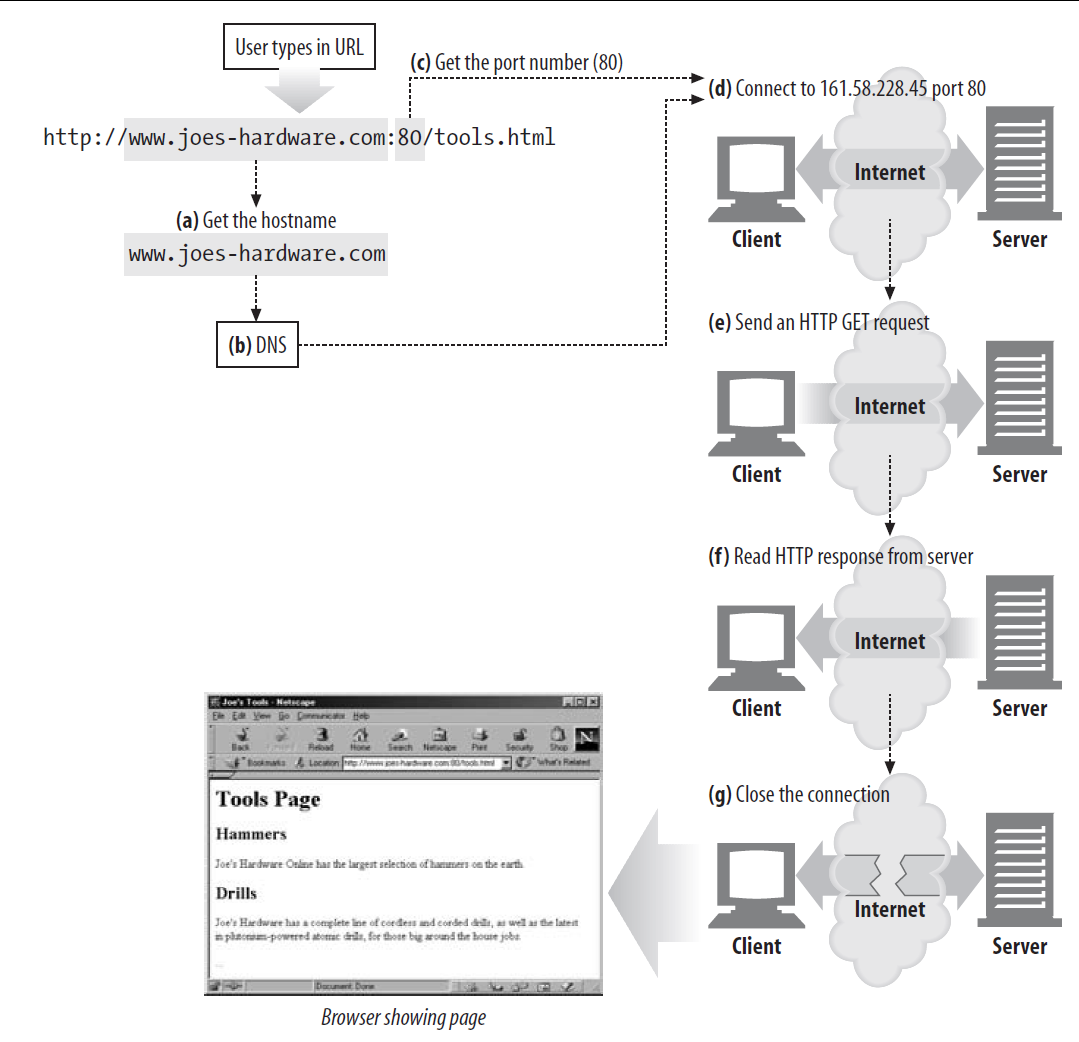 User types in URL
http://www.joes-hardware.com:80/tools.html
(a) Get the hostname
www.joes-hardware.com
(b) DNS
(c) Get the port number (80)
(d) Connect to 161.58.228.45 port 80
Internet
Client
Server
(e) Send an HTTP GET request
Internet
Client
Server
(f) Read HTTP response from server
Internet
Client
Server
(g) Close the connection
Internet
Client
Server
Joe's Tools - Netscape
File Edit View Go Communicator Help
Back
Reload Home Search Netscape Print Security Shop
N
Bookmarks Location http://www.joes-hardware.com:80/tools.html What's Related
Tools Page
Hammers
Joe's Hardware Online has the largest selection of hammers on the earth.
Drills
Joe's Hardware has a complete line of cordless and corded drills, as well as the latest
in plutonium-powered atomic drills, for those big around the house jobs.
...
Document: Done
Browser showing page